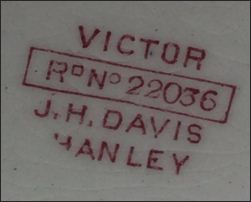 VICTOR
RᴰNᵒ 22036
J.H. DAVIS
HANLEY